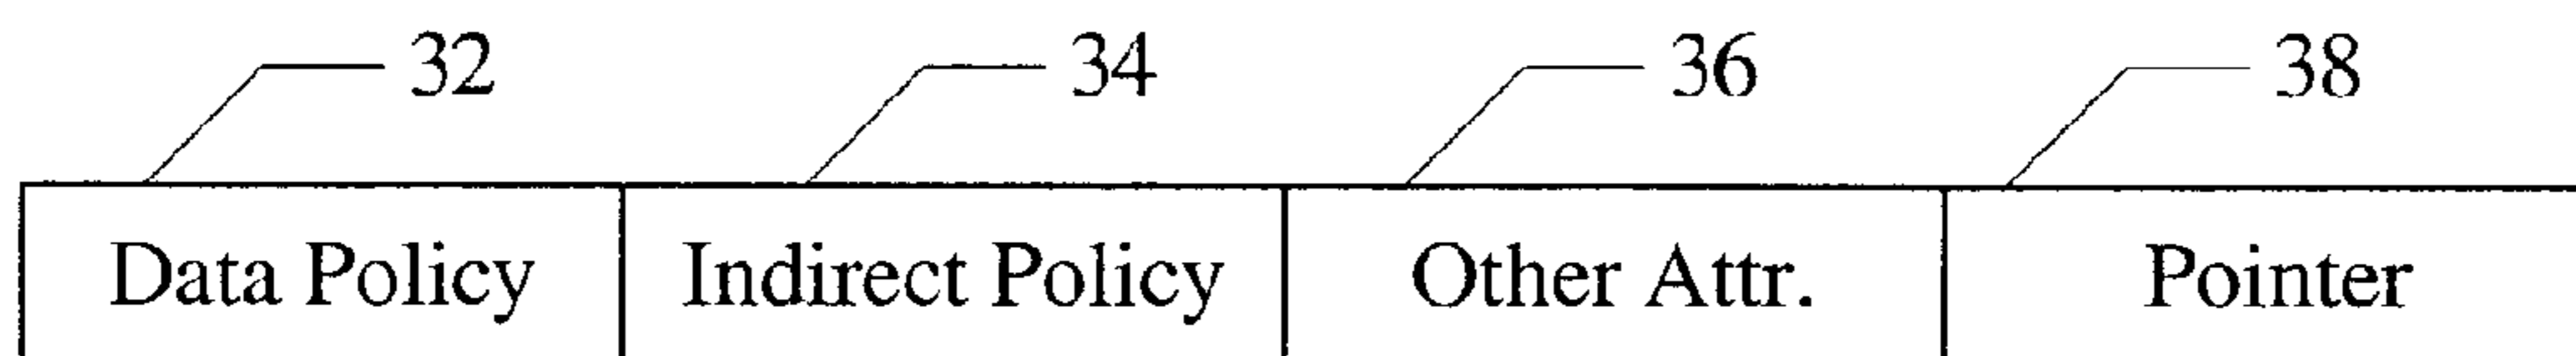 32 34 36 38
Data Policy Indirect Policy Other Attr. Pointer